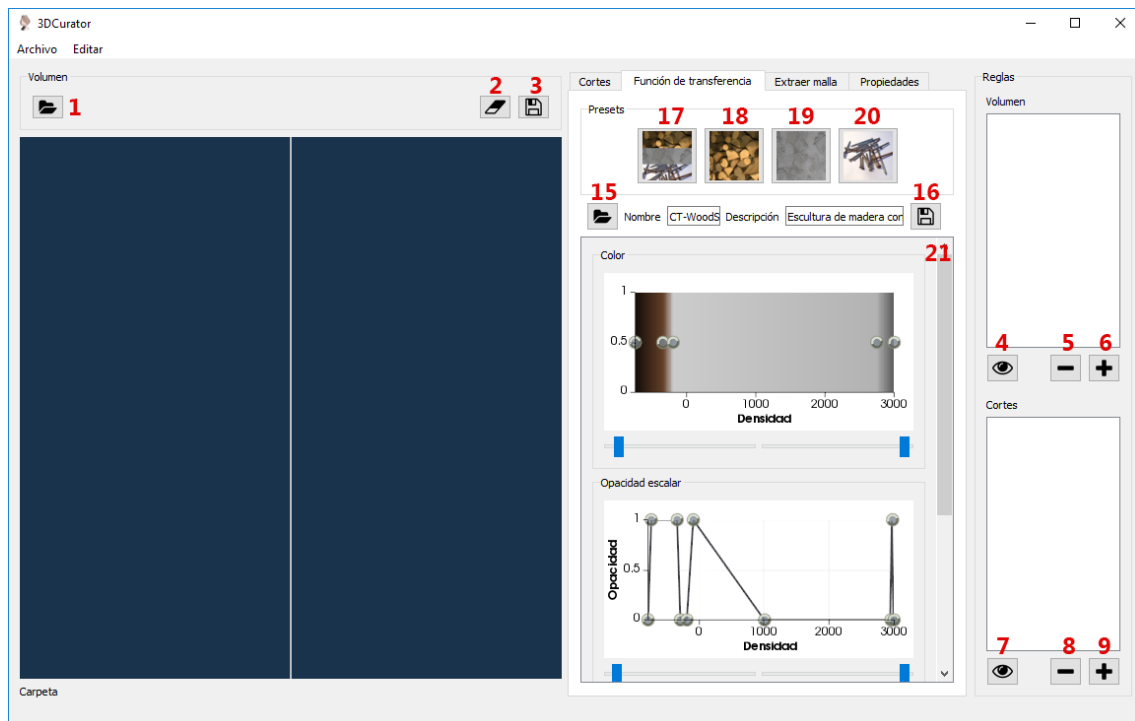 3DCurator
Archivo Editar
Volumen
1
2
3
Cortes Función de transferencia Extraer malla Propiedades
Presets
17
18
19
20
15
Nombre CT-WoodS Descripción Escultura de madera con
16
21
Color
1
0.5
0
0 1000 2000 3000
Densidad
Opacidad escalar
Opacidad
1
0.5
0
0 1000 2000 3000
Densidad
Reglas
Volumen
4
5
6
Cortes
7
8
9
Carpeta